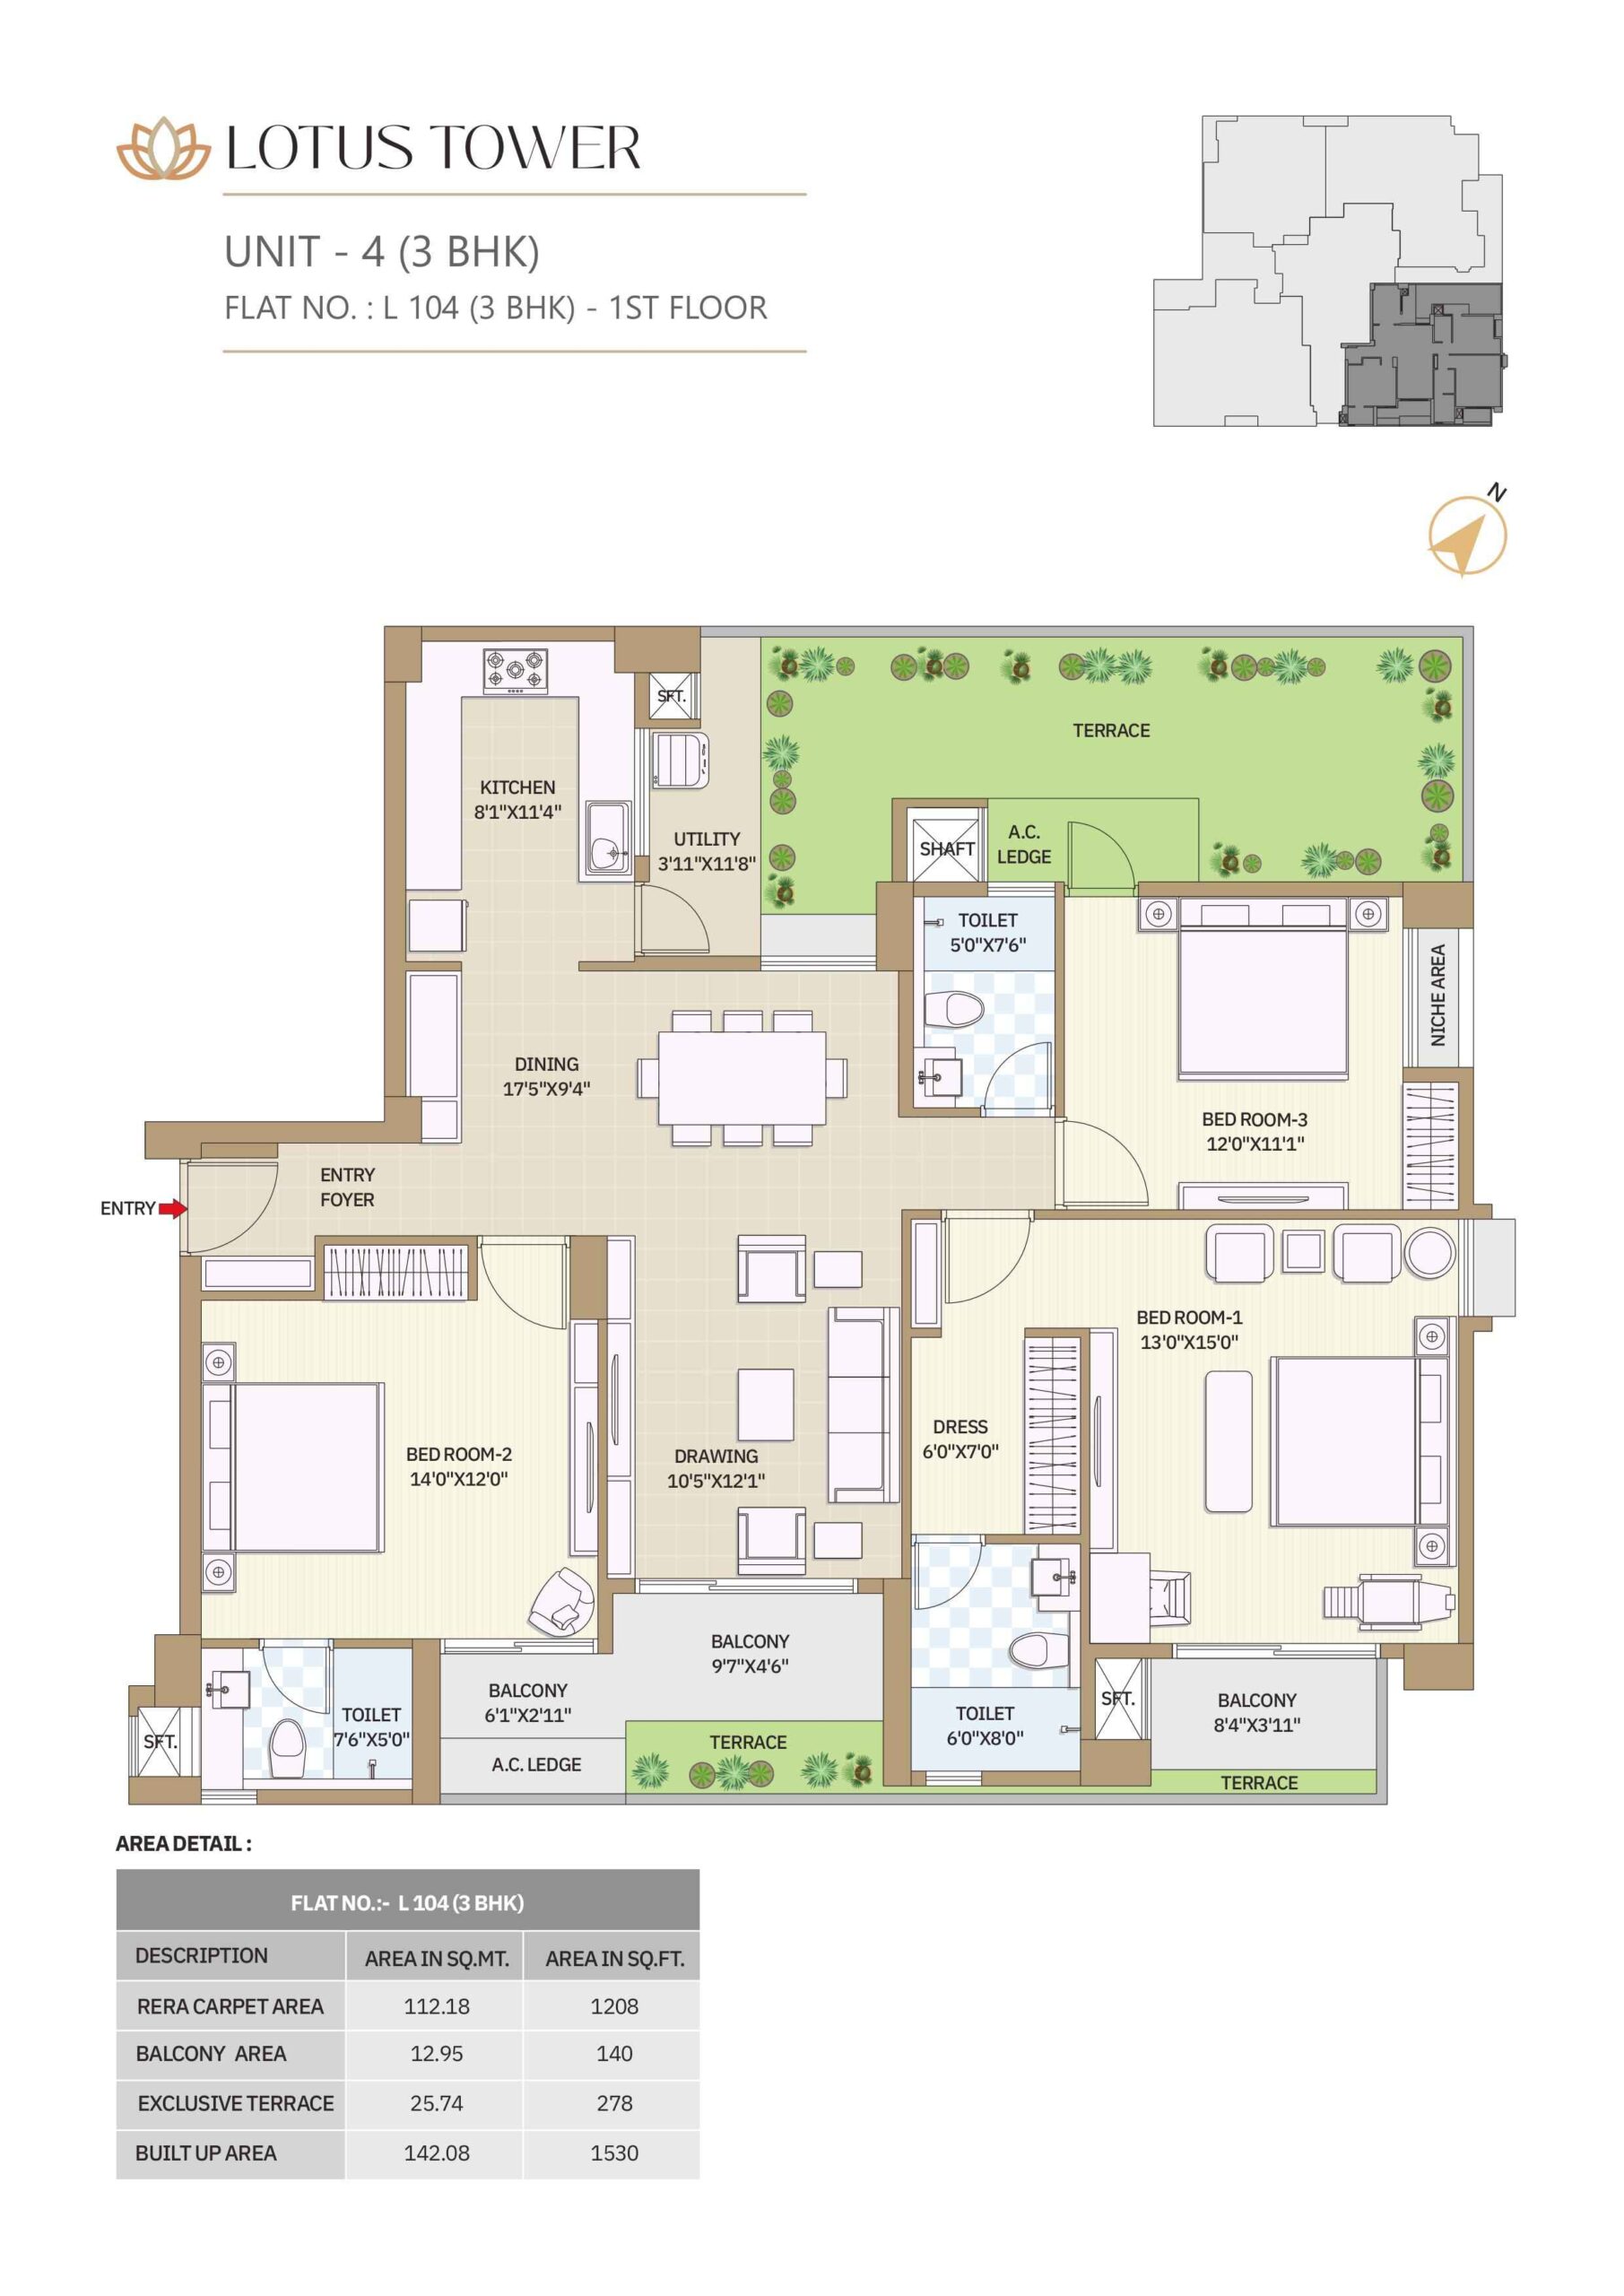 LOTUS TOWER
UNIT - 4 (3 BHK)
FLAT NO. : L 104 (3 BHK) - 1ST FLOOR
N
SFT.
TERRACE
KITCHEN
8'1"X11'4"
UTILITY
3'11"X11'8"
SHAFT
A.C.
LEDGE
TOILET
5'0"X7'6"
NICHE AREA
DINING
17'5"X9'4"
BED ROOM-3
12'0"X11'1"
ENTRY
FOYER
ENTRY
BED ROOM-1
13'0"X15'0"
DRESS
6'0"X7'0"
BED ROOM-2
14'0"X12'0"
DRAWING
10'5"X12'1"
BALCONY
9'7"X4'6"
BALCONY
6'1"X2'11"
SFT.
TOILET
7'6"X5'0"
A.C. LEDGE
TERRACE
TOILET
6'0"X8'0"
SFT.
BALCONY
8'4"X3'11"
TERRACE
AREA DETAIL :
FLAT NO.:- L 104 (3 BHK)
DESCRIPTION AREA IN SQ.MT. AREA IN SQ.FT.
RERA CARPET AREA 112.18 1208
BALCONY AREA 12.95 140
EXCLUSIVE TERRACE 25.74 278
BUILT UP AREA 142.08 1530